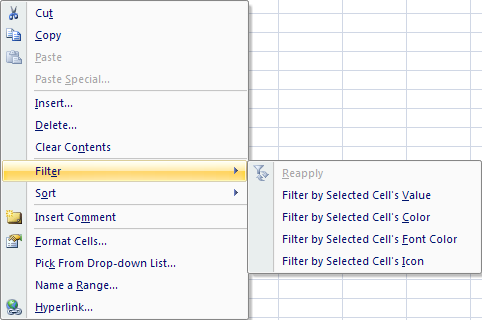 Cut
Copy
Paste
Paste Special...
Insert...
Delete...
Clear Contents
Filter
Sort
Insert Comment
Format Cells...
Pick From Drop-down List...
Name a Range...
Hyperlink...
Reapply
Filter by Selected Cell's Value
Filter by Selected Cell's Color
Filter by Selected Cell's Font Color
Filter by Selected Cell's Icon